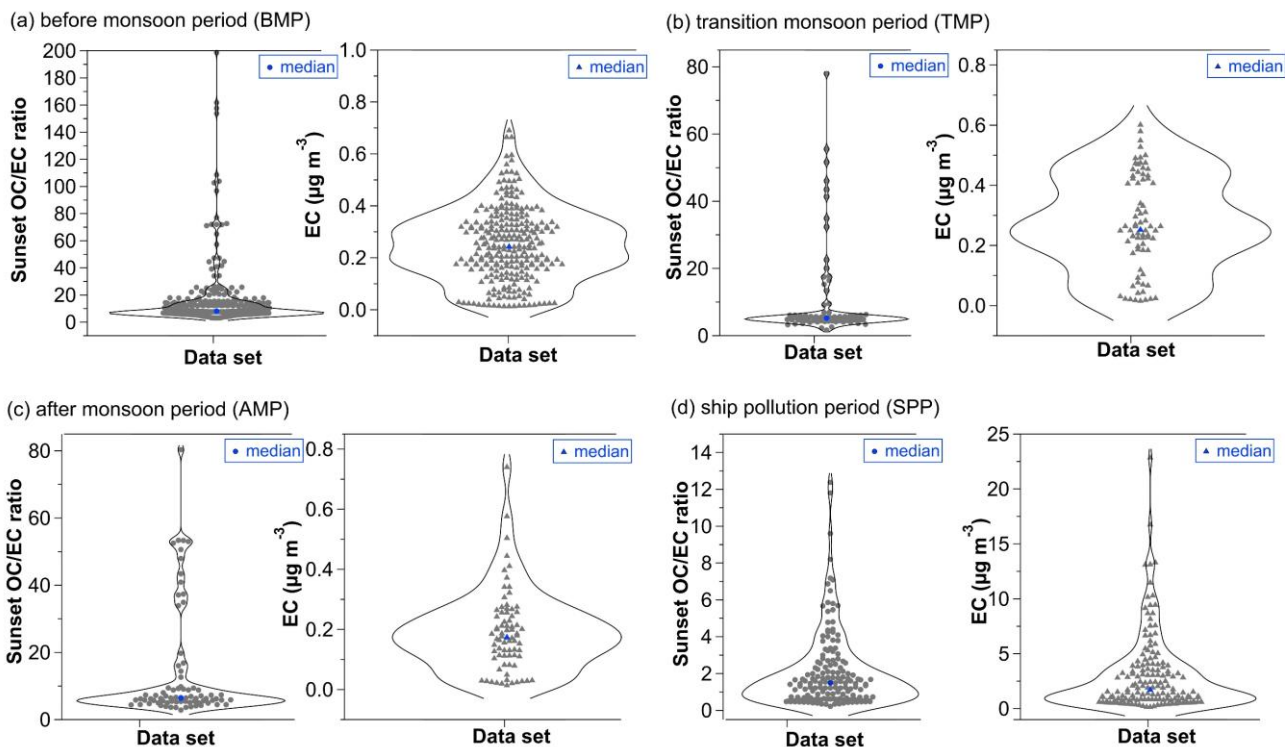 (a) before monsoon period (BMP)
Sunset OC/EC ratio
200
180
160
140
120
100
80
60
40
20
0
median
Data set
EC (µg m⁻³)
1.0
0.8
0.6
0.4
0.2
0.0
median
Data set
(b) transition monsoon period (TMP)
Sunset OC/EC ratio
80
60
40
20
0
median
Data set
EC (µg m⁻³)
0.8
0.6
0.4
0.2
0.0
median
Data set
(c) after monsoon period (AMP)
Sunset OC/EC ratio
80
60
40
20
0
median
Data set
EC (µg m⁻³)
0.8
0.6
0.4
0.2
0.0
median
Data set
(d) ship pollution period (SPP)
Sunset OC/EC ratio
14
12
10
8
6
4
2
0
median
Data set
EC (µg m⁻³)
25
20
15
10
5
0
median
Data set